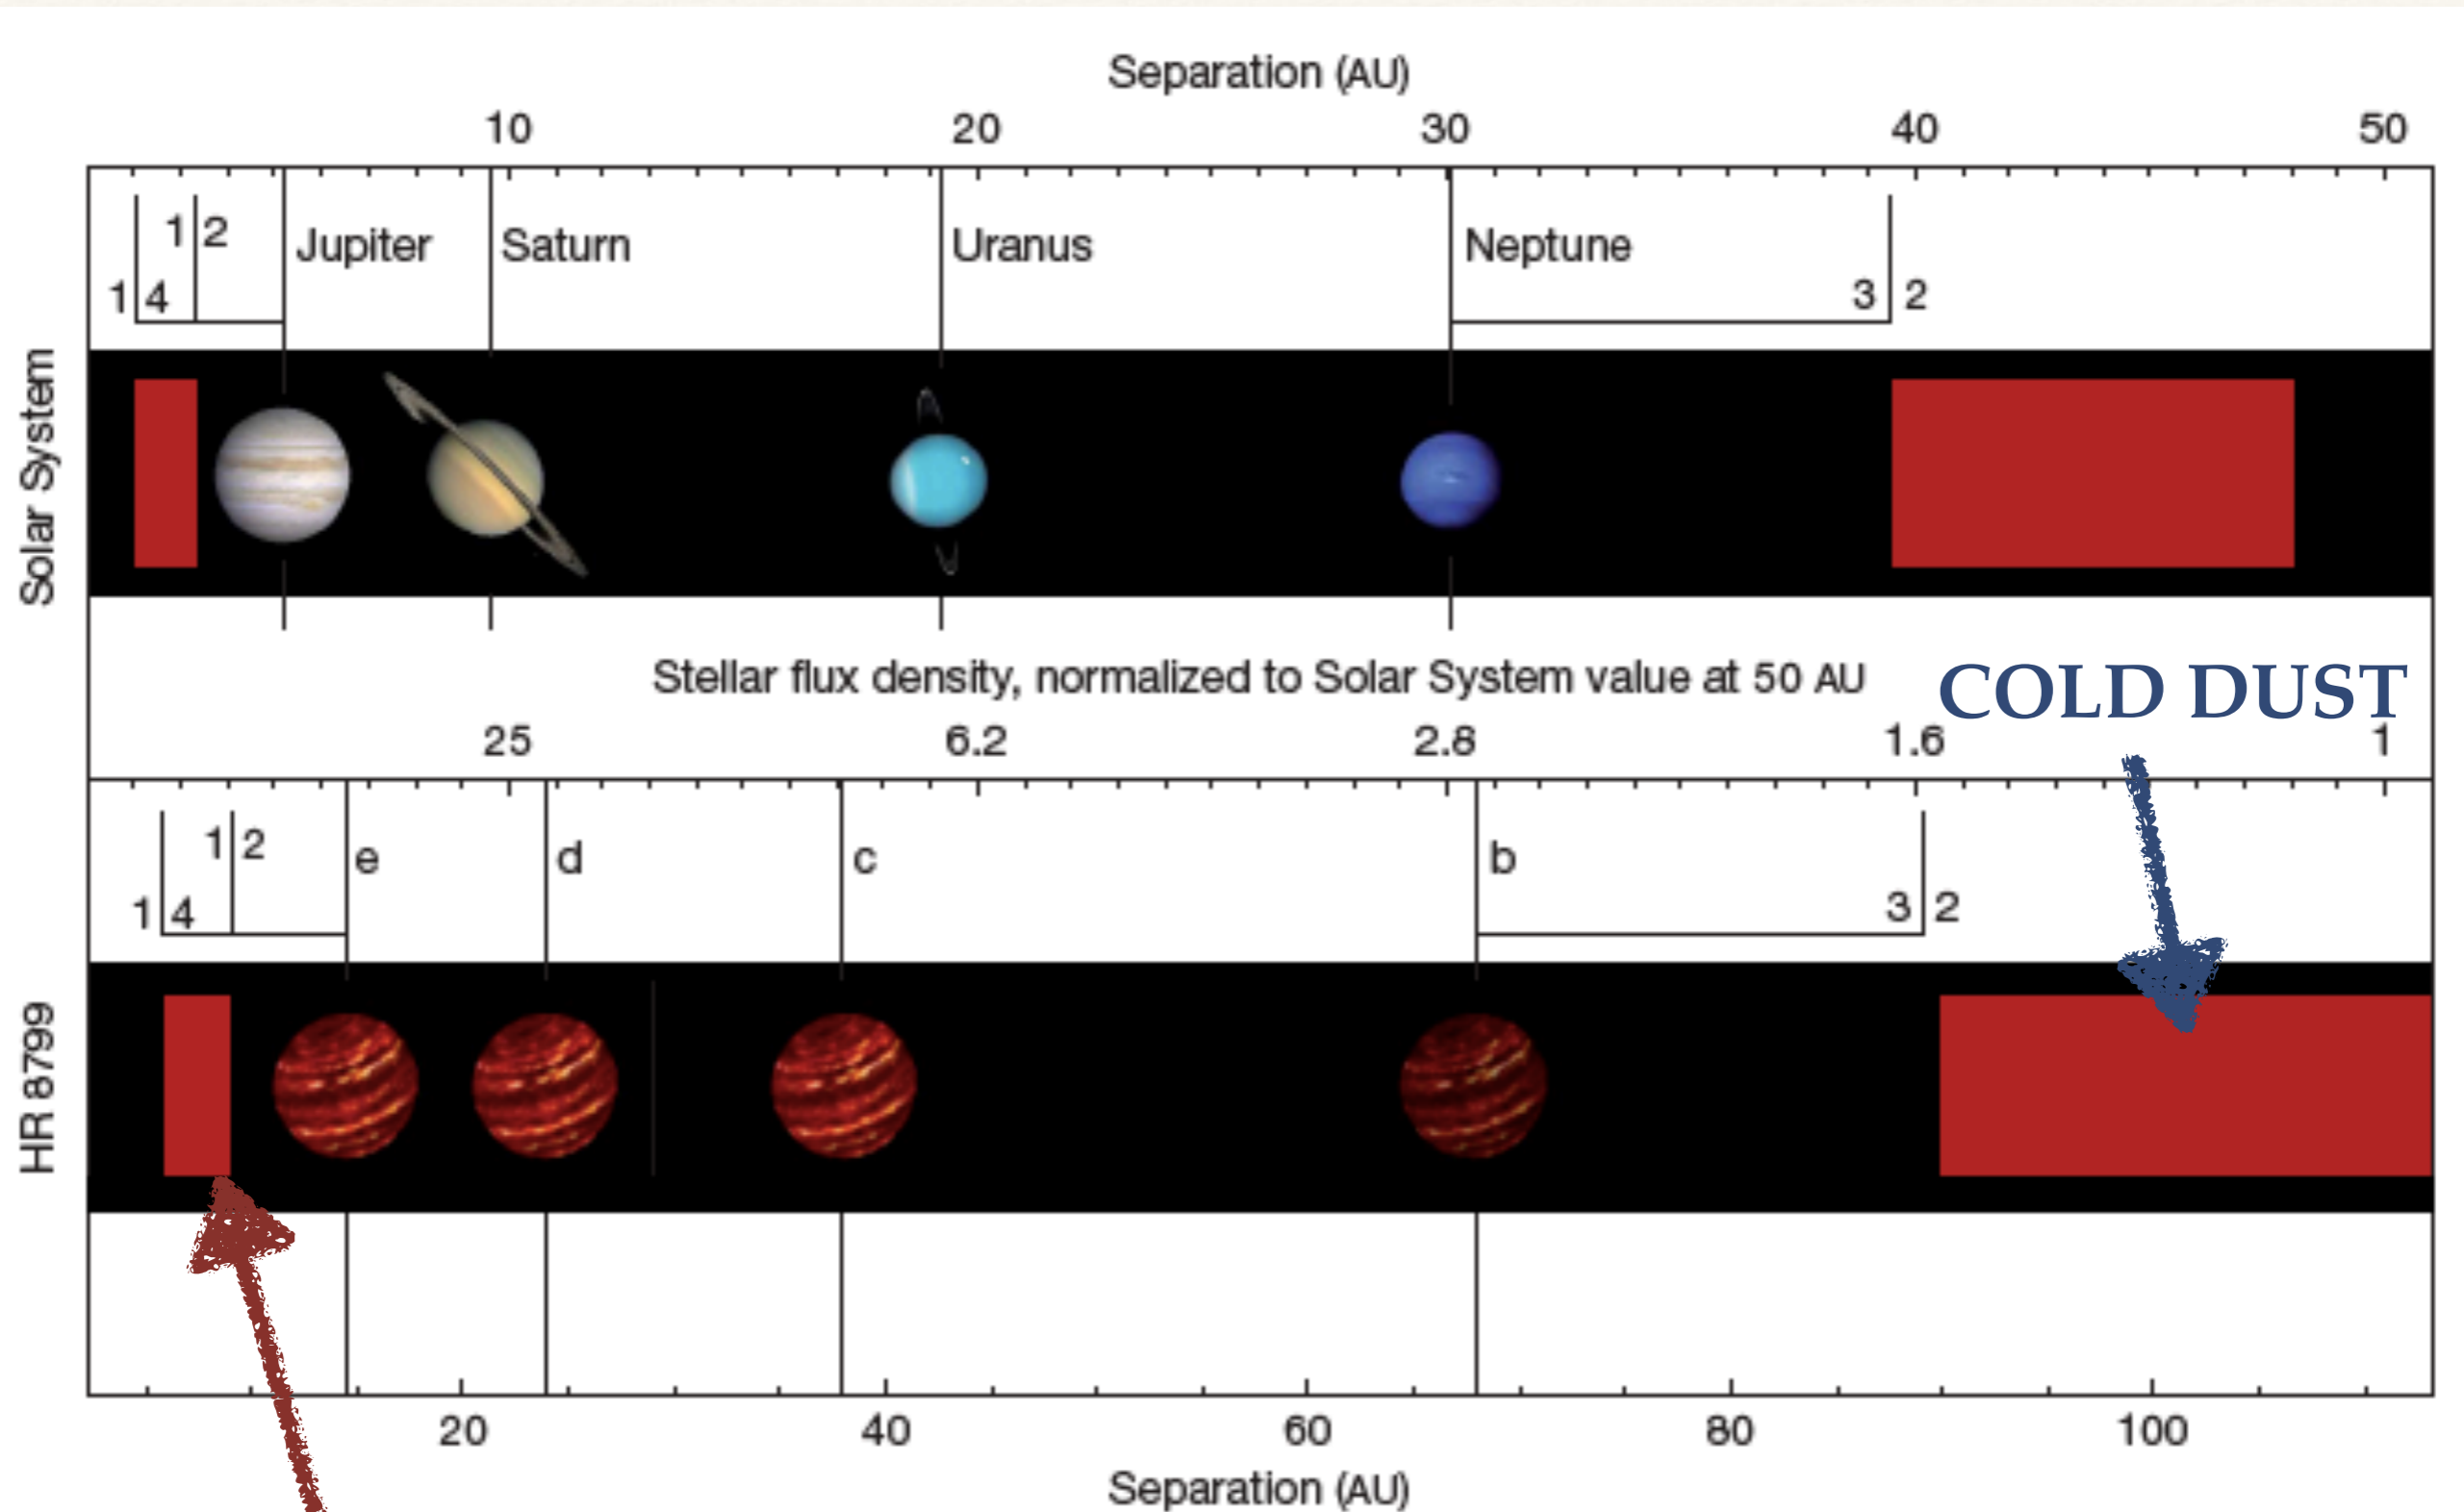 Separation (AU)
10 20 30 40 50
1 2 Jupiter Saturn Uranus Neptune
1 4 3 2
Solar System
Stellar flux density, normalized to Solar System value at 50 AU
COLD DUST
25 6.2 2.8 1.6 1
1 2 e d c b
1 4 3 2
HR 8799
20 40 60 80 100
Separation (AU)